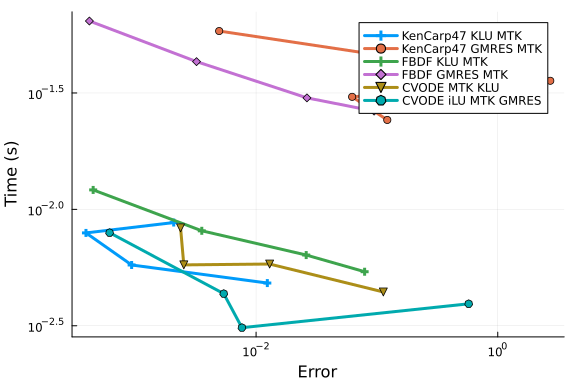 KenCarp47 KLU MTK
KenCarp47 GMRES MTK
FBDF KLU MTK
FBDF GMRES MTK
CVODE MTK KLU
CVODE iLU MTK GMRES
Time (s)
10^-1.5
10^-2.0
10^-2.5
10^-2
10^0
Error